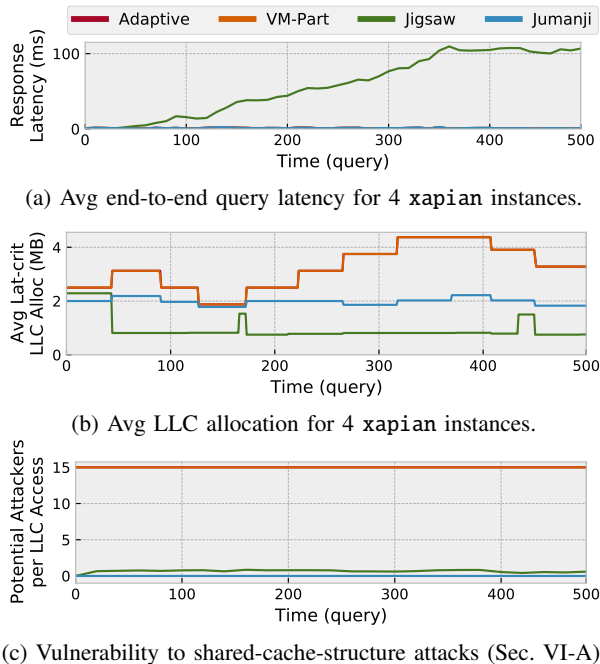 Adaptive VM-Part Jigsaw Jumanji
Response
Latency (ms)
100
0
0 100 200 300 400 500
Time (query)
(a) Avg end-to-end query latency for 4 xapian instances.
Avg Lat-crit
LLC Alloc (MB)
4
2
0
0 100 200 300 400 500
Time (query)
(b) Avg LLC allocation for 4 xapian instances.
Potential Attackers
per LLC Access
15
10
5
0
0 100 200 300 400 500
Time (query)
(c) Vulnerability to shared-cache-structure attacks (Sec. VI-A)